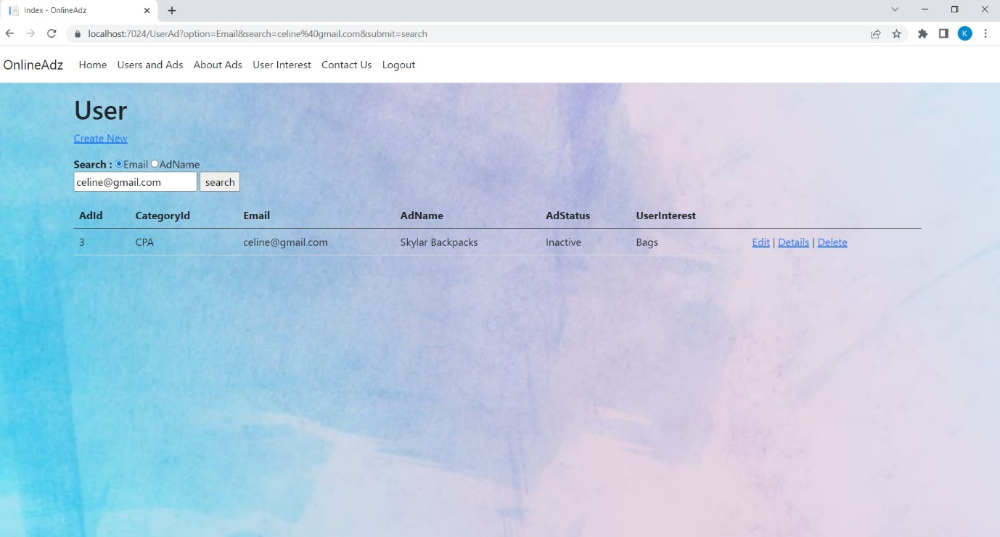 Index - OnlineAdz
localhost:7024/UserAd?option=Email&search=celine%40gmail.com&submit=search
K
OnlineAdz Home Users and Ads About Ads User Interest Contact Us Logout
User
Create New
Search : Email AdName
celine@gmail.com search
AdId CategoryId Email AdName AdStatus UserInterest
3 CPA celine@gmail.com Skylar Backpacks Inactive Bags Edit | Details | Delete